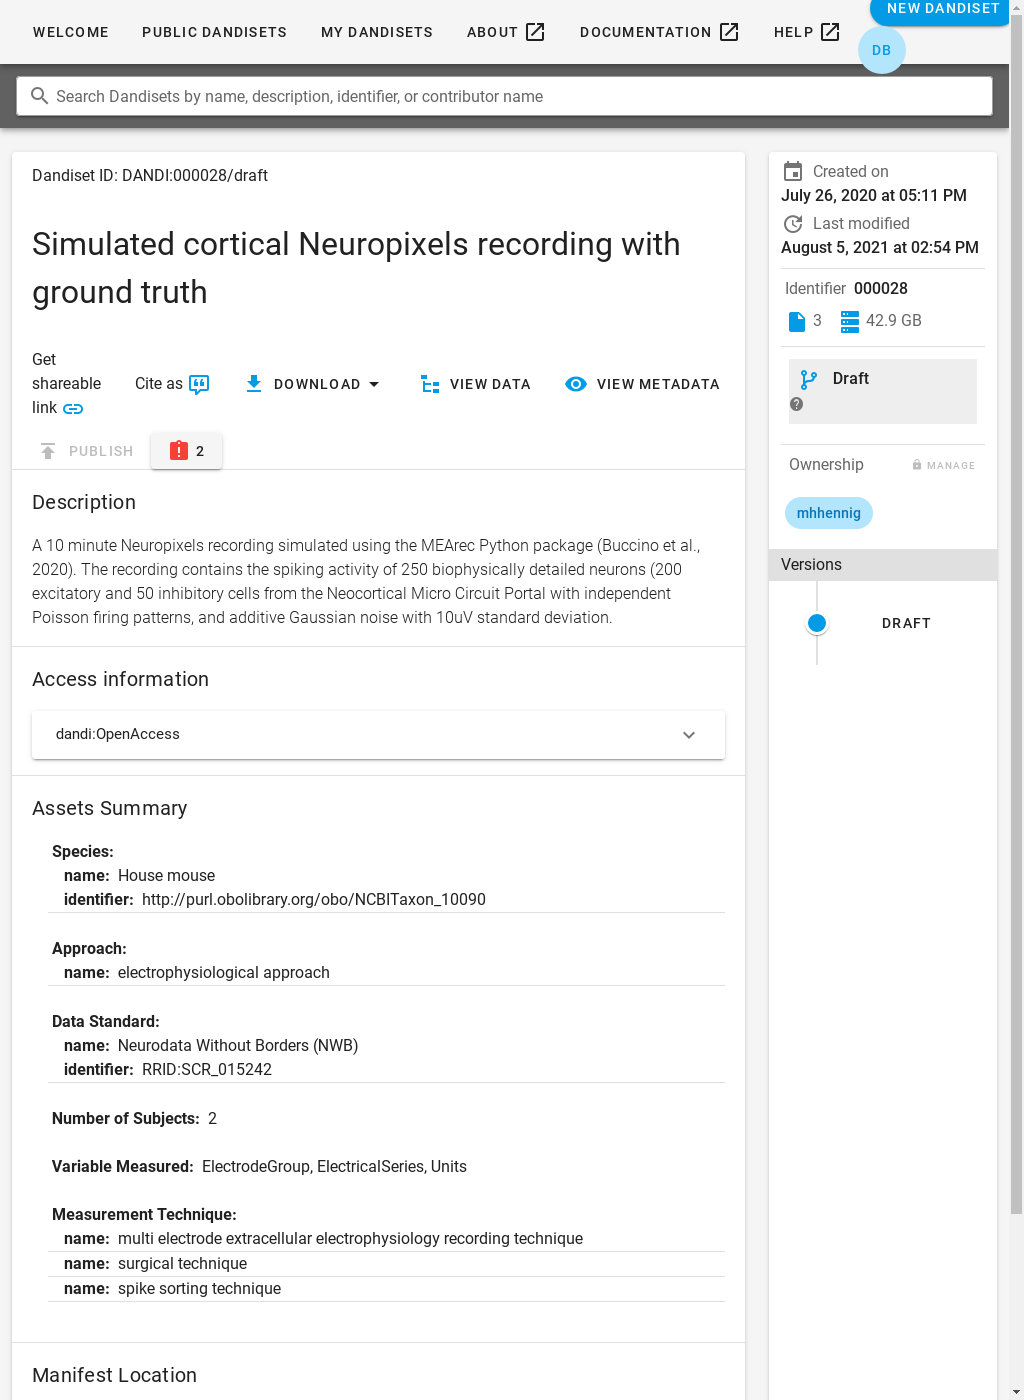 WELCOME PUBLIC DANDISETS MY DANDISETS ABOUT DOCUMENTATION HELP NEW DANDISET
DB
Search Dandisets by name, description, identifier, or contributor name
Dandiset ID: DANDI:000028/draft
Simulated cortical Neuropixels recording with
ground truth
Get
shareable
link
Cite as
DOWNLOAD
VIEW DATA
VIEW METADATA
PUBLISH
2
Description
A 10 minute Neuropixels recording simulated using the MEArec Python package (Buccino et al.,
2020). The recording contains the spiking activity of 250 biophysically detailed neurons (200
excitatory and 50 inhibitory cells from the Neocortical Micro Circuit Portal with independent
Poisson firing patterns, and additive Gaussian noise with 10uV standard deviation.
Access information
dandi:OpenAccess
Assets Summary
Species:
name: House mouse
identifier: http://purl.obolibrary.org/obo/NCBITaxon_10090
Approach:
name: electrophysiological approach
Data Standard:
name: Neurodata Without Borders (NWB)
identifier: RRID:SCR_015242
Number of Subjects: 2
Variable Measured: ElectrodeGroup, ElectricalSeries, Units
Measurement Technique:
name: multi electrode extracellular electrophysiology recording technique
name: surgical technique
name: spike sorting technique
Manifest Location
Created on
July 26, 2020 at 05:11 PM
Last modified
August 5, 2021 at 02:54 PM
Identifier 000028
3 42.9 GB
Draft
Ownership MANAGE
mhhennig
Versions
DRAFT